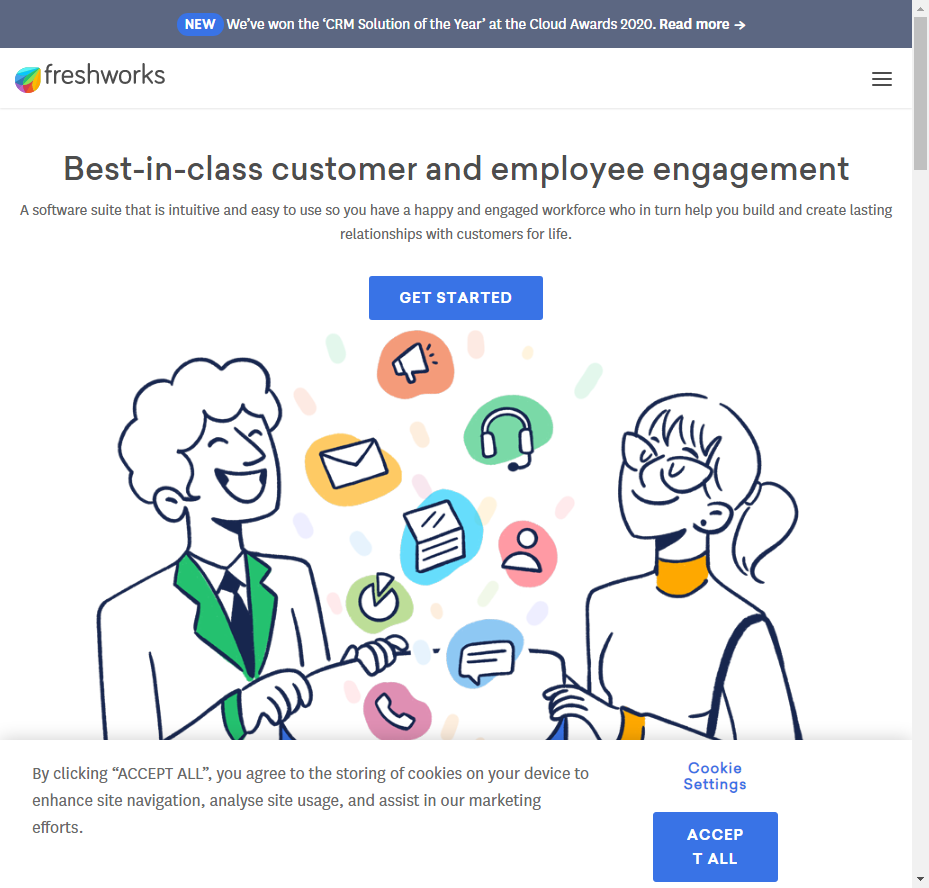 NEW We’ve won the ‘CRM Solution of the Year’ at the Cloud Awards 2020. Read more →
freshworks
Best-in-class customer and employee engagement
A software suite that is intuitive and easy to use so you have a happy and engaged workforce who in turn help you build and create lasting
relationships with customers for life.
GET STARTED
By clicking “ACCEPT ALL”, you agree to the storing of cookies on your device to
enhance site navigation, analyse site usage, and assist in our marketing
efforts.
Cookie
Settings
ACCEP
T ALL